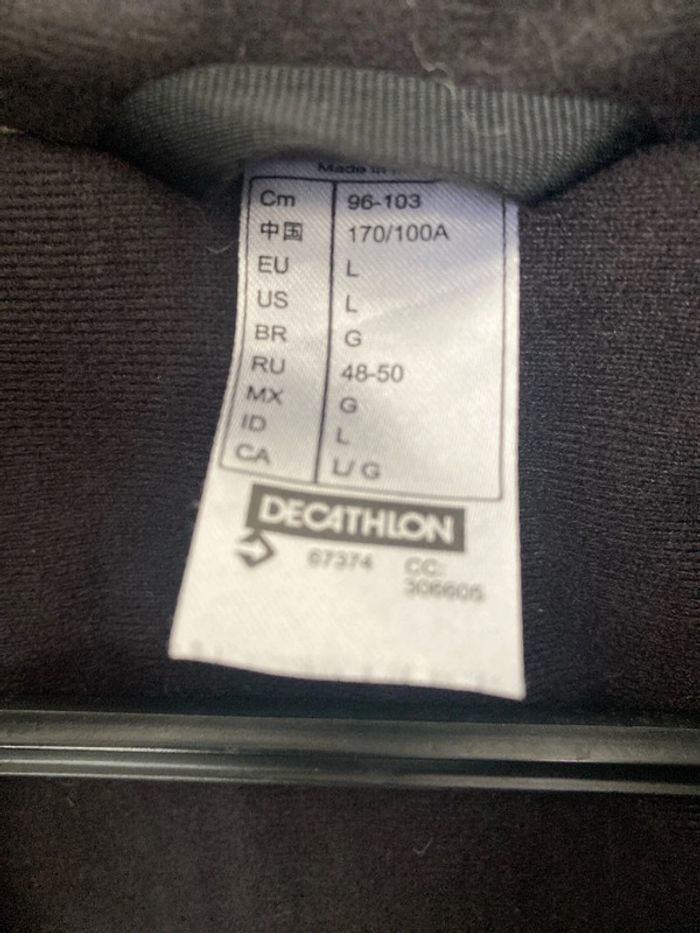 Made in
Cm 96-103
中国 170/100A
EU L
US L
BR G
RU 48-50
MX G
ID L
CA L/G
DECATHLON
67374 CC:
306605